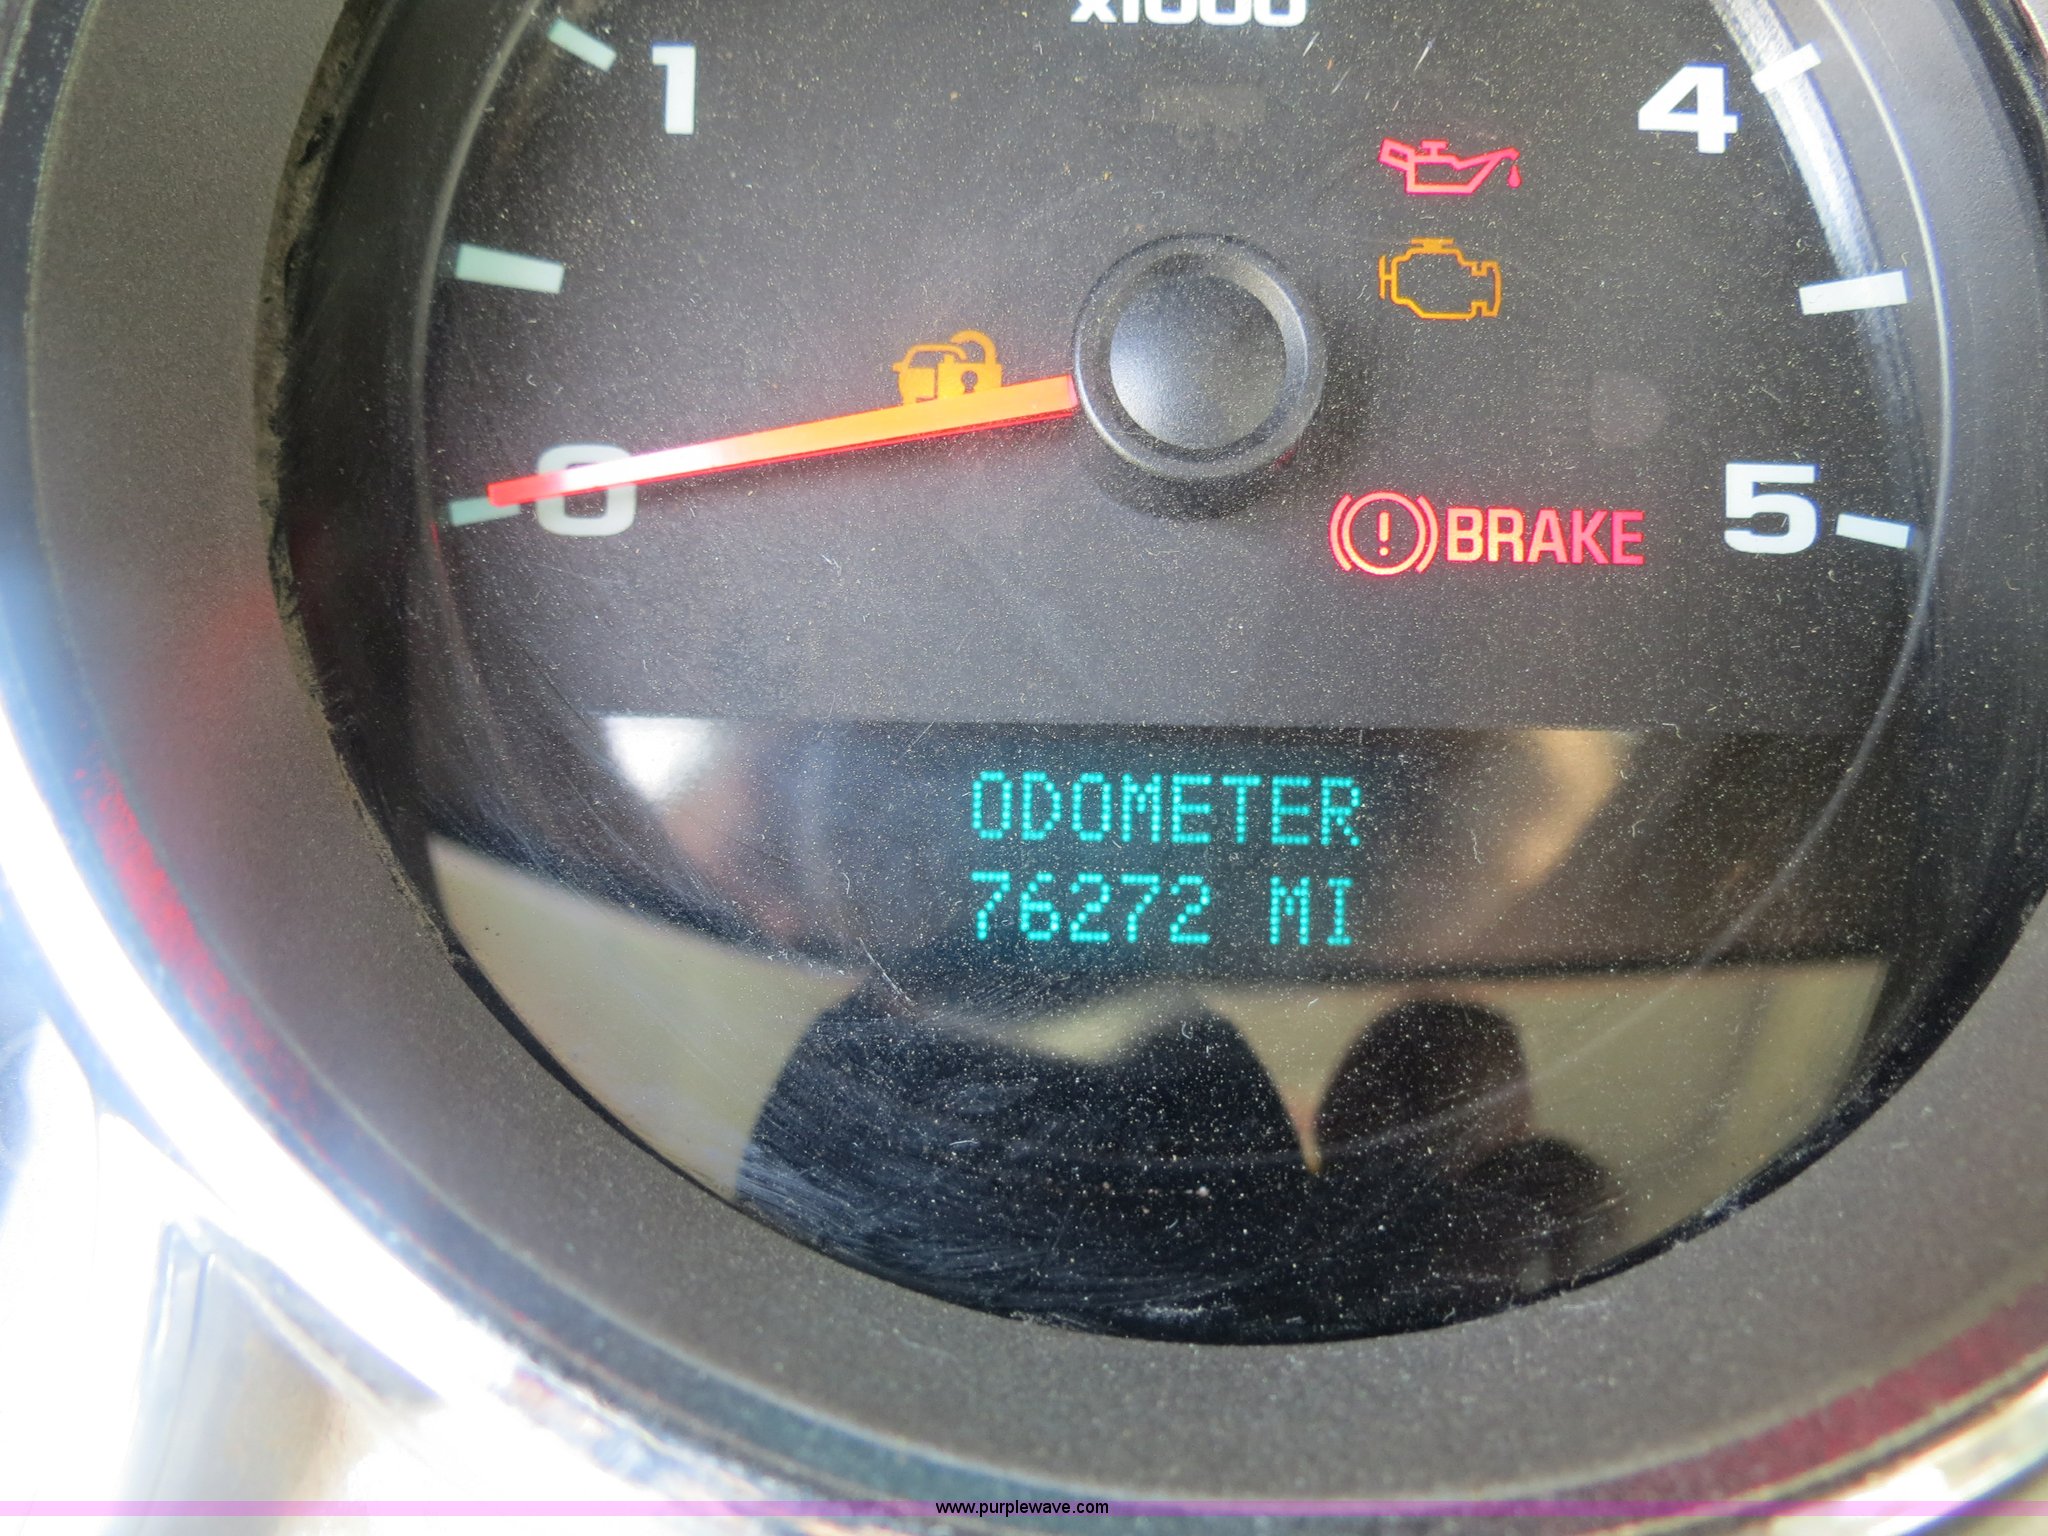 x1000
1
4
0
5
BRAKE
ODOMETER
76272 MI
www.purplewave.com